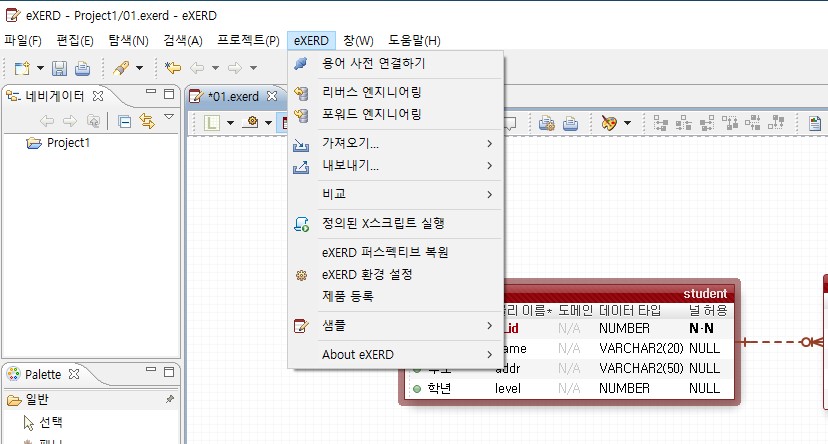 eXERD - Project1/01.exerd - eXERD
파일(F) 편집(E) 탐색(N) 검색(A) 프로젝트(P) eXERD 창(W) 도움말(H)
용어 사전 연결하기
리버스 엔지니어링
포워드 엔지니어링
가져오기...
내보내기...
비교
정의된 X스크립트 실행
eXERD 퍼스펙티브 복원
eXERD 환경 설정
제품 등록
샘플
About eXERD
네비게이터
Project1
*01.exerd
L
student
이름* 도메인 데이터 타입 널 허용
N/A NUMBER N-N
N/A VARCHAR2(20) NULL
addr N/A VARCHAR2(50) NULL
학년 level N/A NUMBER NULL
Palette
일반
선택